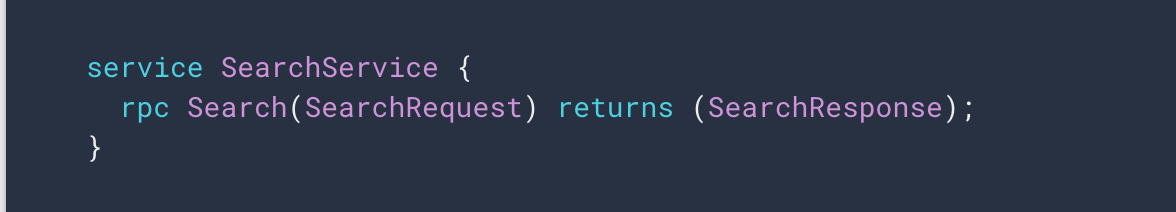 service SearchService {
  rpc Search(SearchRequest) returns (SearchResponse);
}